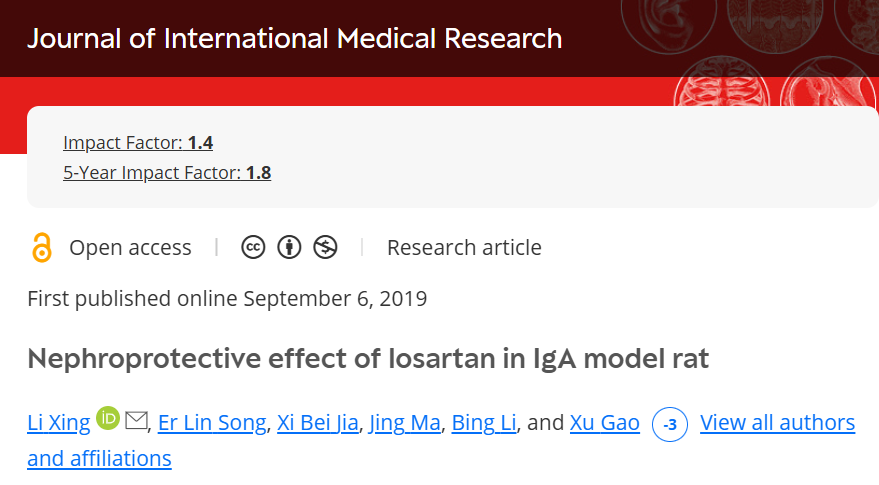 Journal of International Medical Research
Impact Factor: 1.4
5-Year Impact Factor: 1.8
Open access | cc | Research article
First published online September 6, 2019
Nephroprotective effect of losartan in IgA model rat
Li Xing iD, Er Lin Song, Xi Bei Jia, Jing Ma, Bing Li, and Xu Gao -3 View all authors
and affiliations